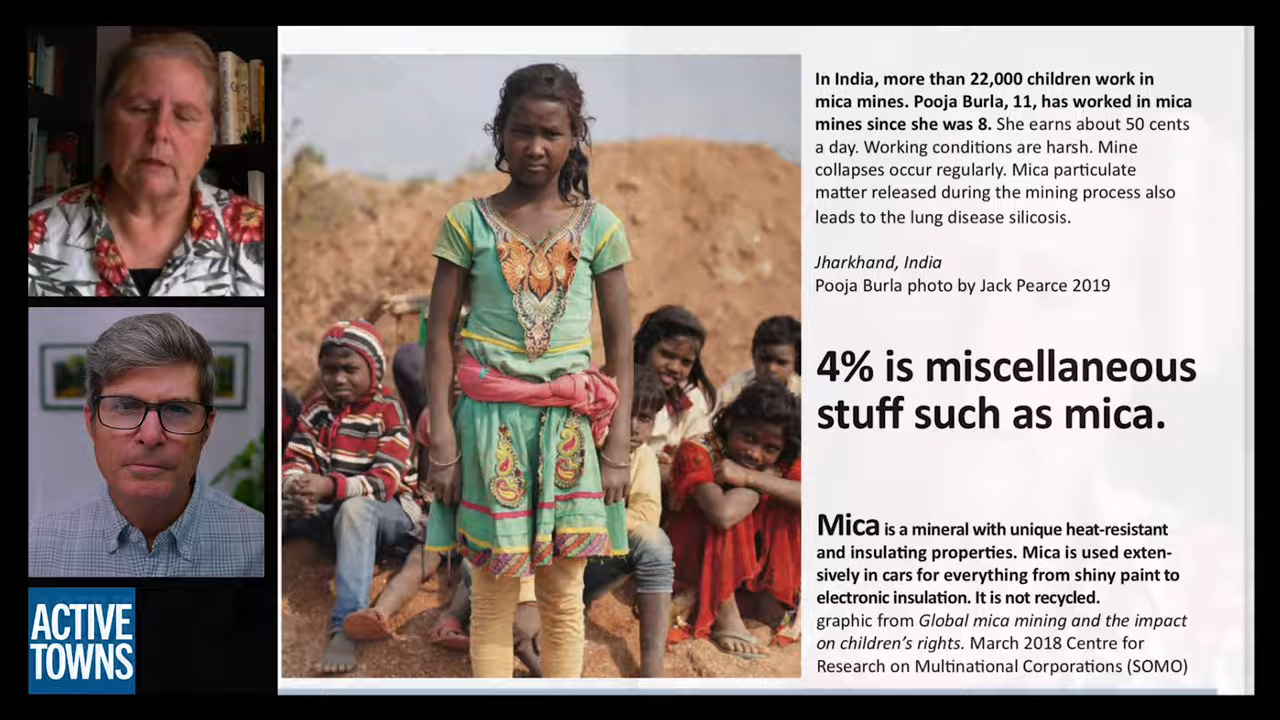 In India, more than 22,000 children work in
mica mines. Pooja Burla, 11, has worked in mica
mines since she was 8. She earns about 50 cents
a day. Working conditions are harsh. Mine
collapses occur regularly. Mica particulate
matter released during the mining process also
leads to the lung disease silicosis.
Jharkhand, India
Pooja Burla photo by Jack Pearce 2019
4% is miscellaneous
stuff such as mica.
Mica is a mineral with unique heat-resistant
and insulating properties. Mica is used exten-
sively in cars for everything from shiny paint to
electronic insulation. It is not recycled.
graphic from Global mica mining and the impact
on children's rights. March 2018 Centre for
Research on Multinational Corporations (SOMO)
ACTIVE
TOWNS